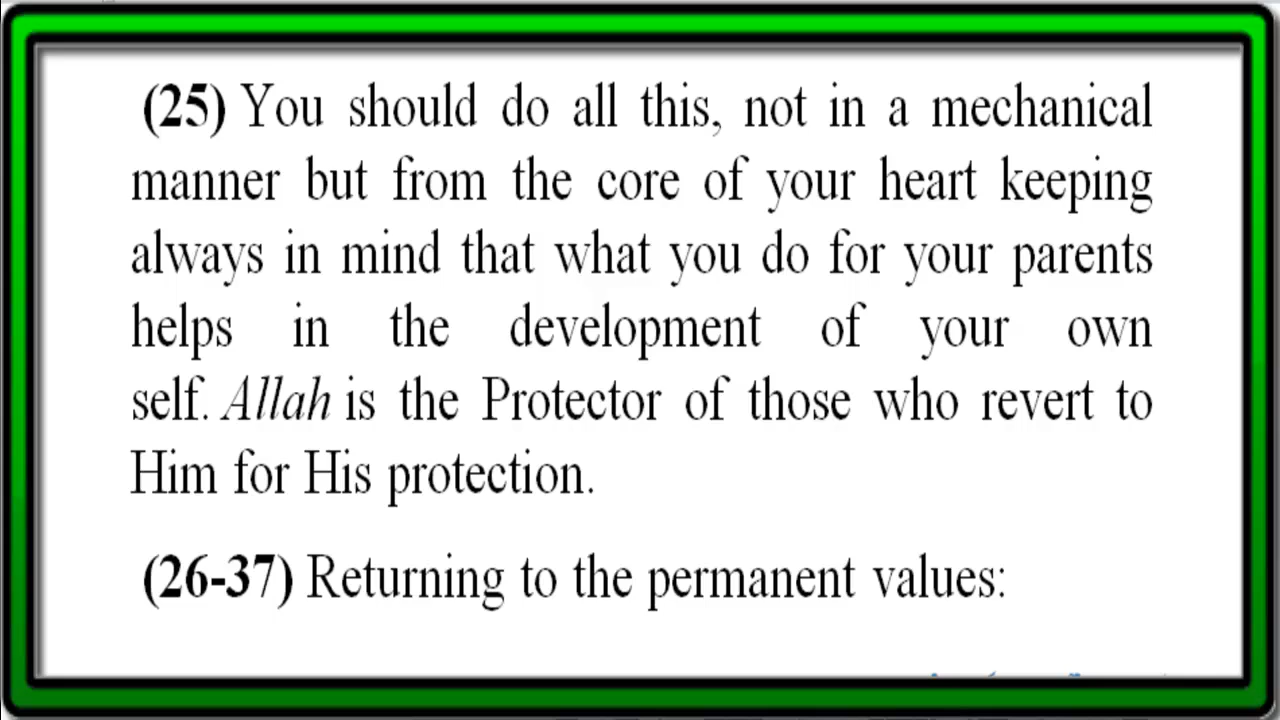 (25) You should do all this, not in a mechanical
manner but from the core of your heart keeping
always in mind that what you do for your parents
helps in the development of your own
self. Allah is the Protector of those who revert to
Him for His protection.
(26-37) Returning to the permanent values: